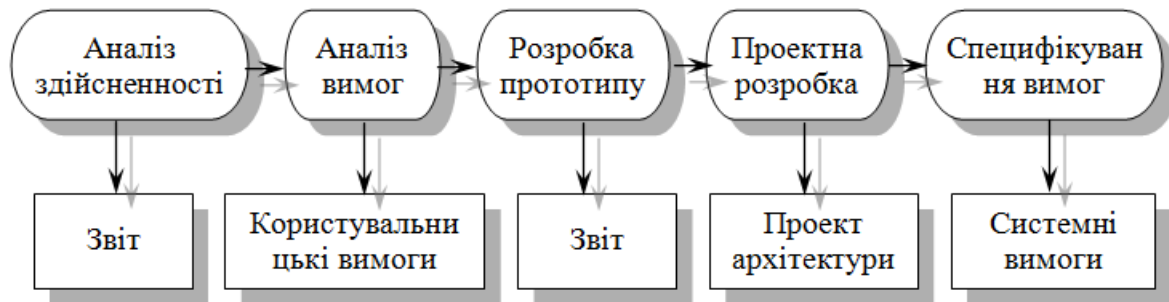 Аналіз
здійсненності
Аналіз
вимог
Розробка
прототипу
Проектна
розробка
Специфікуван
ня вимог
Звіт
Користувальни
цькі вимоги
Звіт
Проект
архітектури
Системні
вимоги